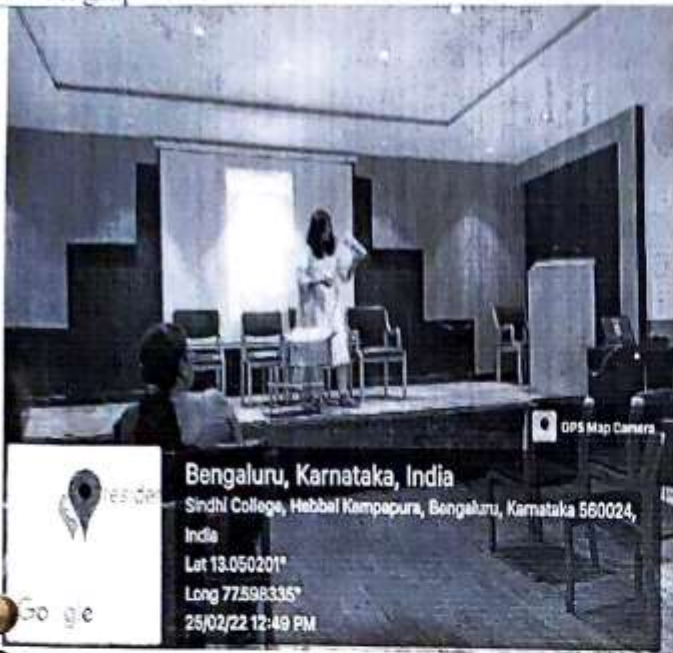 GPS Map Camera
Bengaluru, Karnataka, India
Sindhi College, Hebbal Kempapura, Bengaluru, Karnataka 560024,
India
Lat 13.050201°
Long 77.598335°
25/02/22 12:49 PM
Google